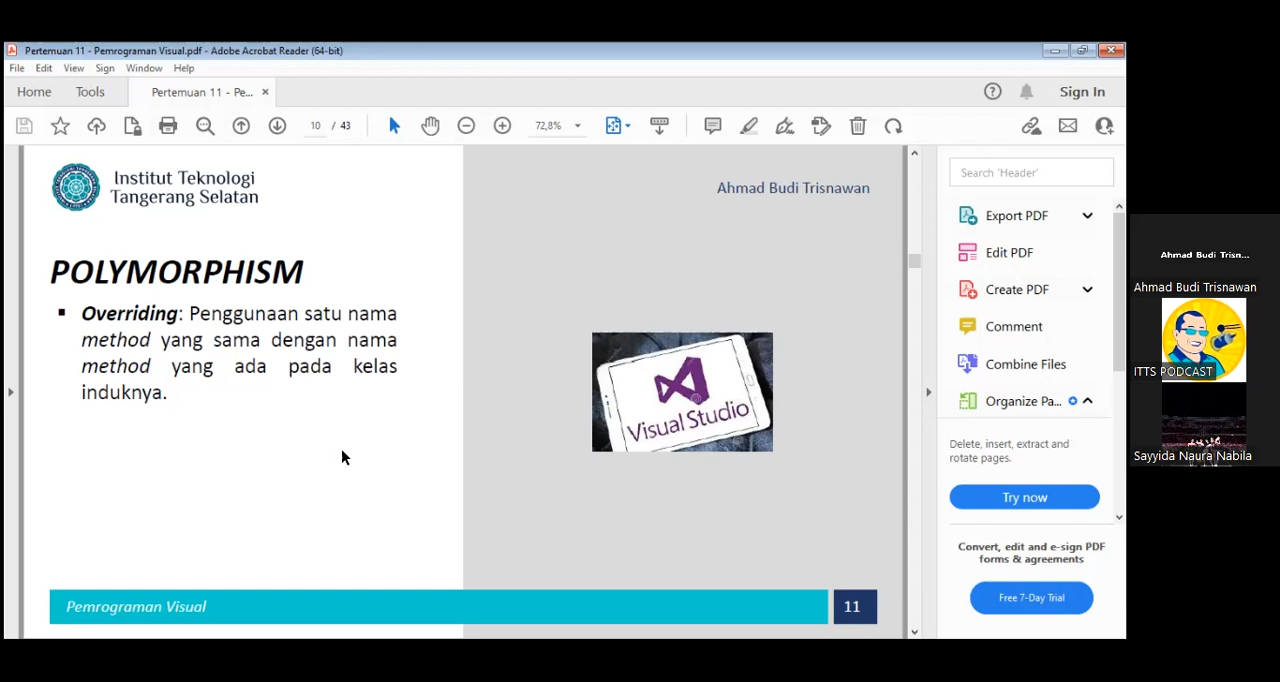 Pertemuan 11 - Pemrograman Visual.pdf - Adobe Acrobat Reader (64-bit)
File Edit View Sign Window Help
Home Tools Pertemuan 11 - Pe... × Sign In
10 / 43 72,8%
Institut Teknologi
Tangerang Selatan
Ahmad Budi Trisnawan
POLYMORPHISM
▪ Overriding: Penggunaan satu nama
method yang sama dengan nama
method yang ada pada kelas
induknya.
Visual Studio
Pemrograman Visual 11
Search 'Header'
Export PDF
Edit PDF
Create PDF
Comment
Combine Files
Organize Pa...
Delete, insert, extract and
rotate pages.
Try now
Convert, edit and e-sign PDF
forms & agreements
Free 7-Day Trial
Ahmad Budi Trisn...
Ahmad Budi Trisnawan
ITTS PODCAST
Sayyida Naura Nabila